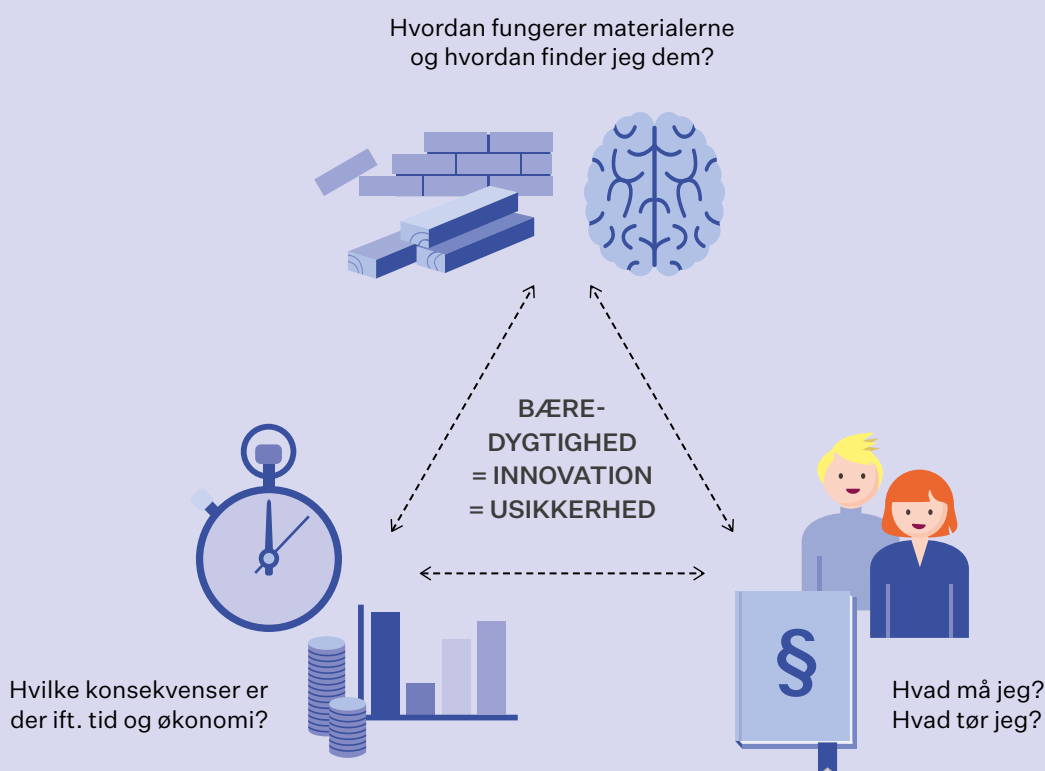 Hvordan fungerer materialerne
og hvordan finder jeg dem?
BÆRE-
DYGTIGHED
= INNOVATION
= USIKKERHED
§
Hvilke konsekvenser er
der ift. tid og økonomi?
Hvad må jeg?
Hvad tør jeg?